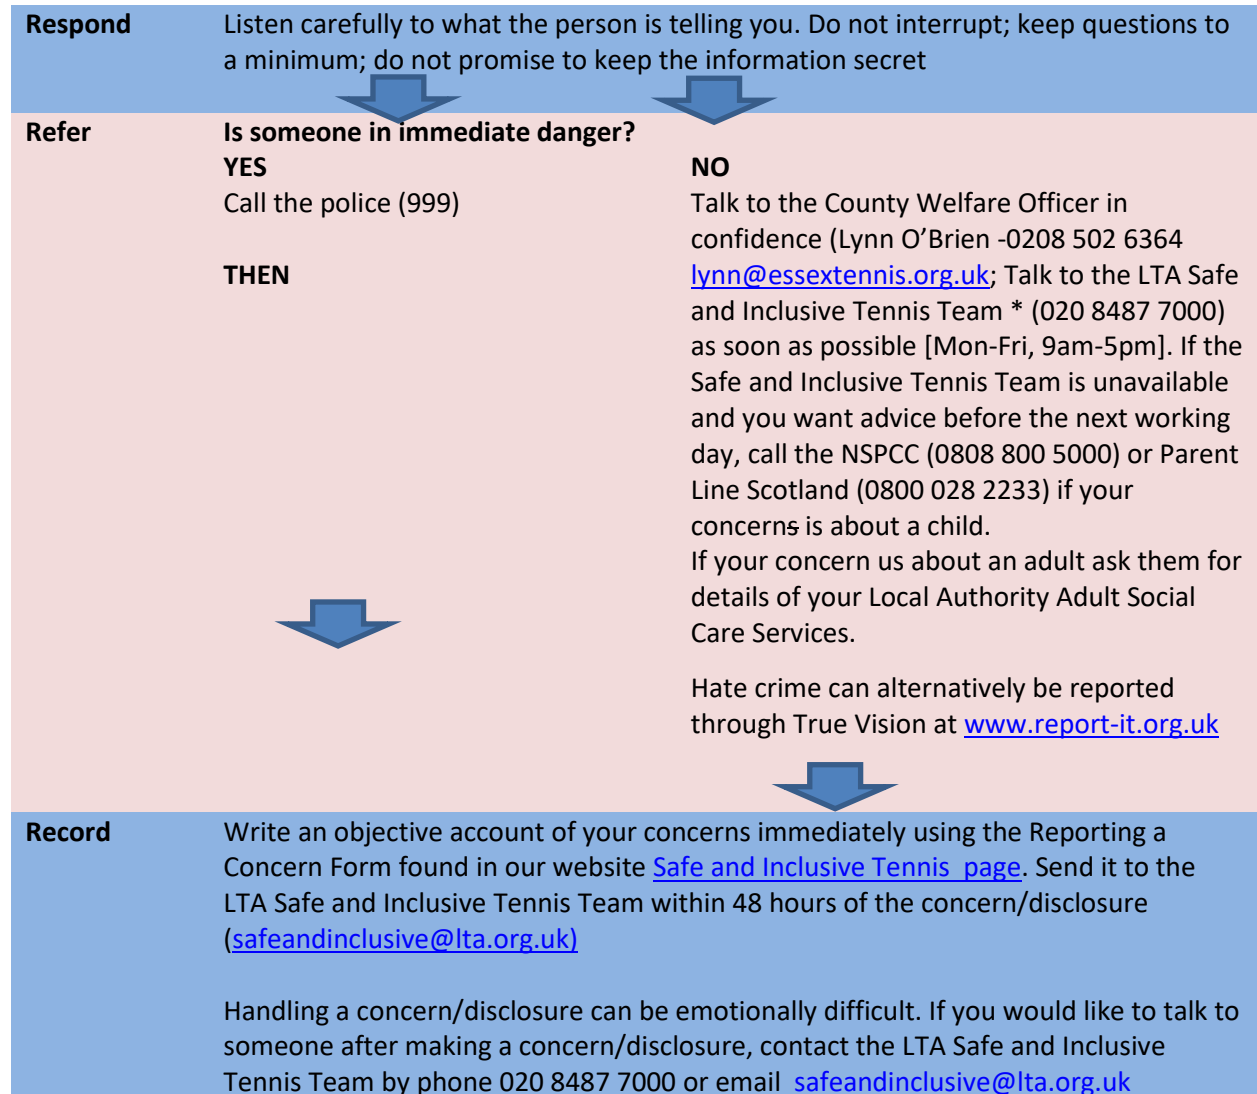 Respond
Listen carefully to what the person is telling you. Do not interrupt; keep questions to
a minimum; do not promise to keep the information secret
Refer
Is someone in immediate danger?
YES
Call the police (999)
THEN
NO
Talk to the County Welfare Officer in
confidence (Lynn O’Brien -0208 502 6364
lynn@essextennis.org.uk; Talk to the LTA Safe
and Inclusive Tennis Team * (020 8487 7000)
as soon as possible [Mon-Fri, 9am-5pm]. If the
Safe and Inclusive Tennis Team is unavailable
and you want advice before the next working
day, call the NSPCC (0808 800 5000) or Parent
Line Scotland (0800 028 2233) if your
concerns is about a child.
If your concern us about an adult ask them for
details of your Local Authority Adult Social
Care Services.
Hate crime can alternatively be reported
through True Vision at www.report-it.org.uk
Record
Write an objective account of your concerns immediately using the Reporting a
Concern Form found in our website Safe and Inclusive Tennis  page. Send it to the
LTA Safe and Inclusive Tennis Team within 48 hours of the concern/disclosure
(safeandinclusive@lta.org.uk)
Handling a concern/disclosure can be emotionally difficult. If you would like to talk to
someone after making a concern/disclosure, contact the LTA Safe and Inclusive
Tennis Team by phone 020 8487 7000 or email  safeandinclusive@lta.org.uk